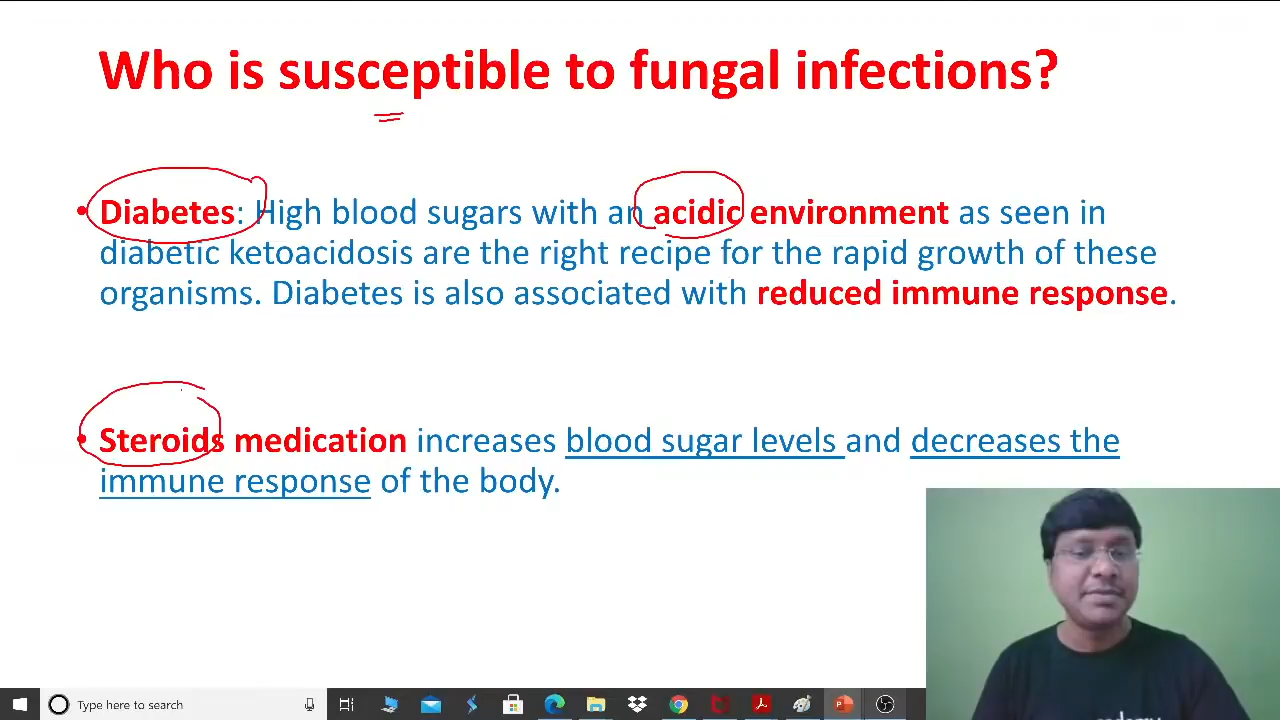 Who is susceptible to fungal infections?
• Diabetes: High blood sugars with an acidic environment as seen in
diabetic ketoacidosis are the right recipe for the rapid growth of these
organisms. Diabetes is also associated with reduced immune response.
• Steroids medication increases blood sugar levels and decreases the
immune response of the body.
Type here to search